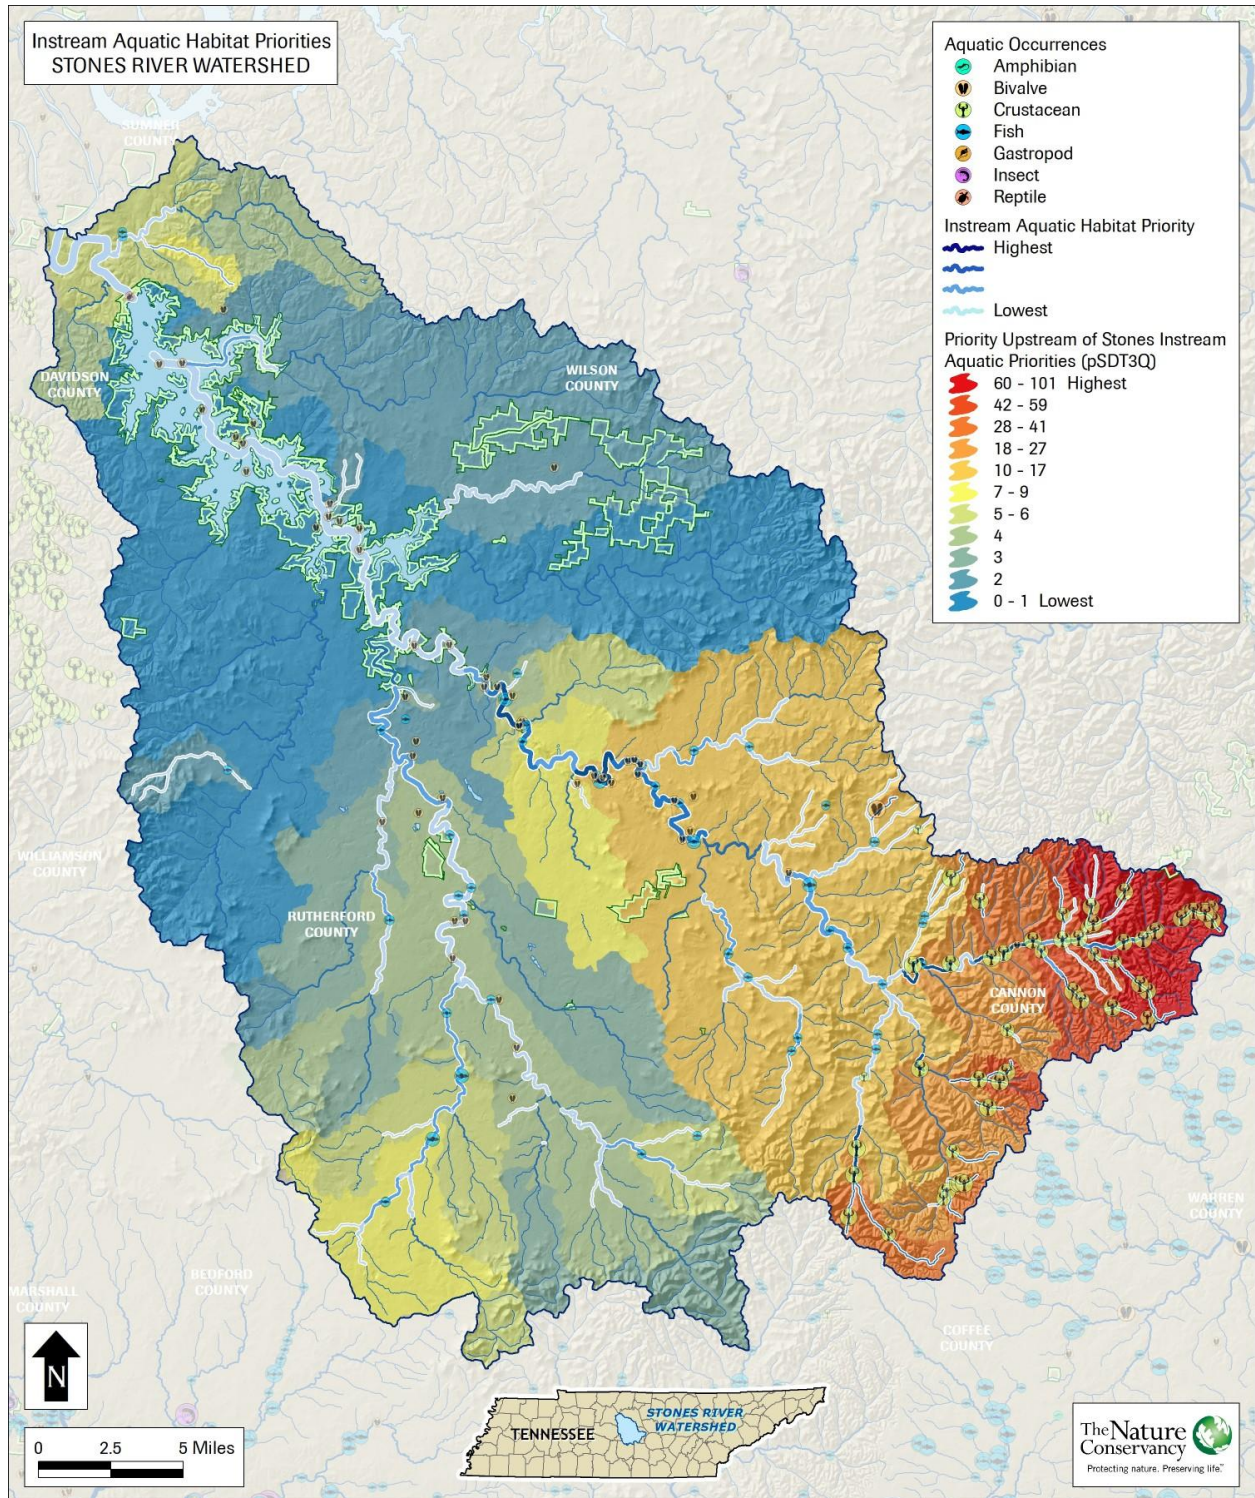 Instream Aquatic Habitat Priorities
STONES RIVER WATERSHED
Aquatic Occurrences
Amphibian
Bivalve
Crustacean
Fish
Gastropod
Insect
Reptile
Instream Aquatic Habitat Priority
Highest
Lowest
Priority Upstream of Stones Instream
Aquatic Priorities (pSDT3Q)
60 - 101 Highest
42 - 59
28 - 41
18 - 27
10 - 17
7 - 9
5 - 6
4
3
2
0 - 1 Lowest
SUMNER
COUNTY
DAVIDSON
COUNTY
WILSON
COUNTY
WILLIAMSON
COUNTY
RUTHERFORD
COUNTY
CANNON
COUNTY
WARREN
COUNTY
BEDFORD
COUNTY
MARSHALL
COUNTY
COFFEE
COUNTY
N
0 2.5 5 Miles
TENNESSEE
STONES RIVER
WATERSHED
The Nature
Conservancy
Protecting nature. Preserving life.™